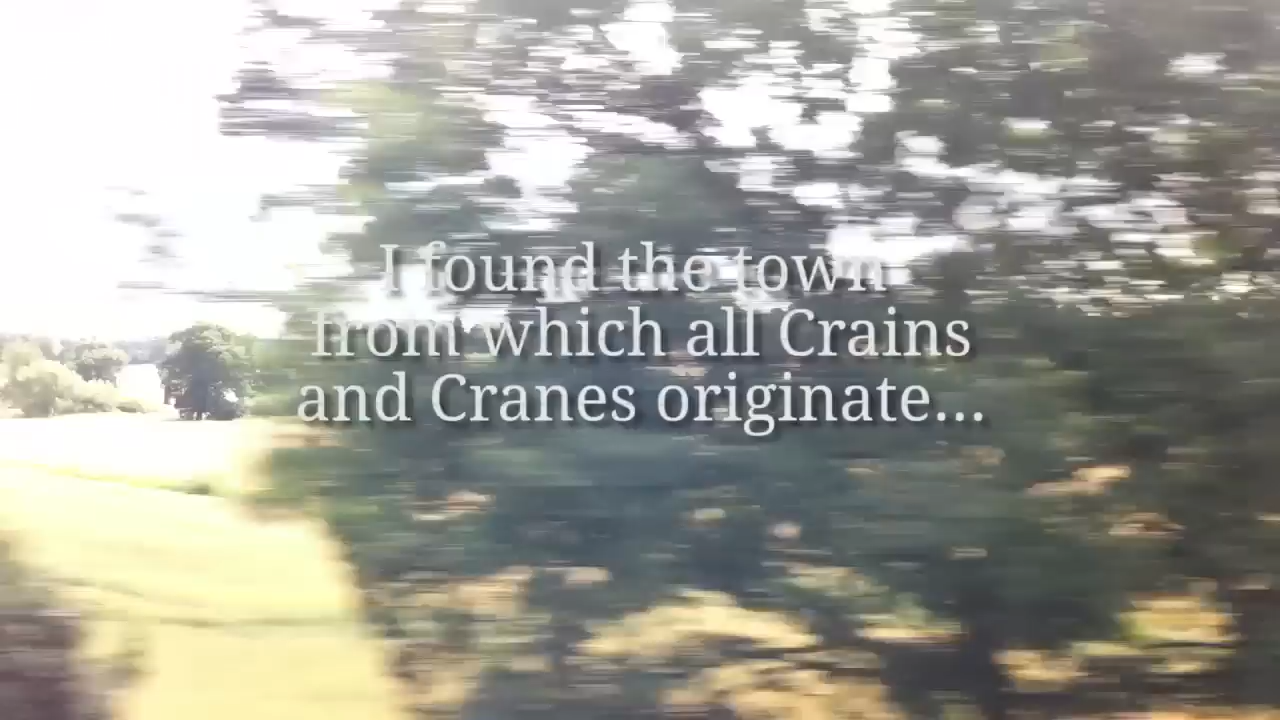 I found the town
from which all Crains
and Cranes originate...